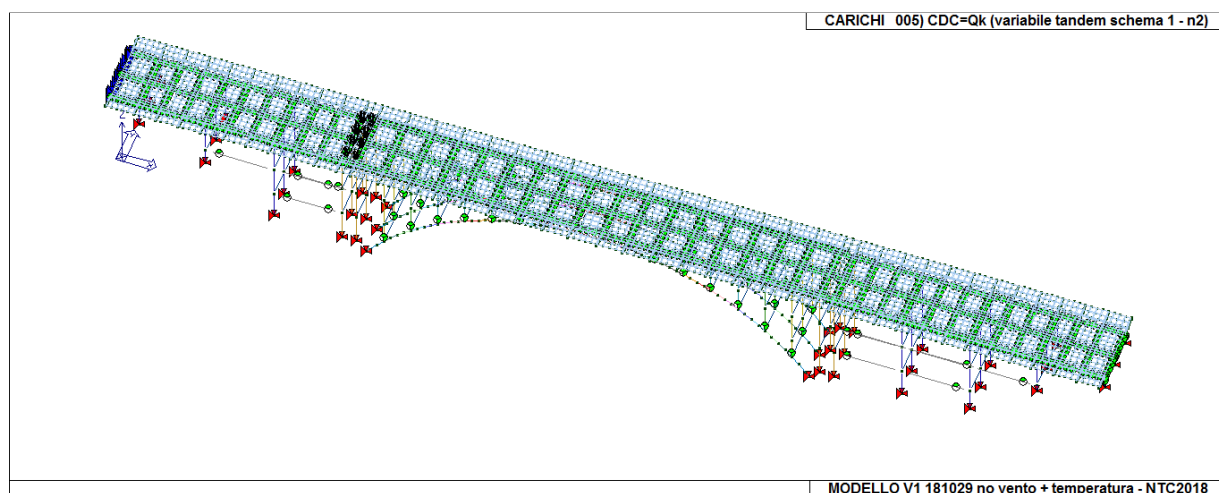 CARICHI 005) CDC=Qk (variabile tandem schema 1 - n2)
Z
MODELLO V1 181029 no vento + temperatura - NTC2018